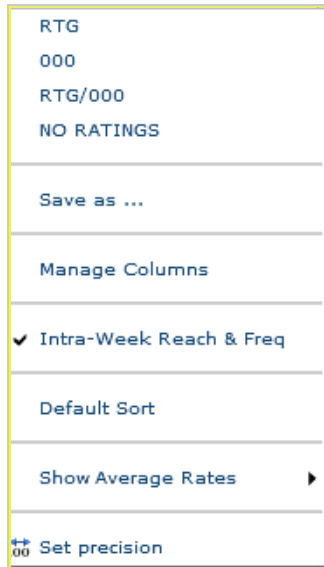 RTG
000
RTG/000
NO RATINGS
Save as ...
Manage Columns
Intra-Week Reach & Freq
Default Sort
Show Average Rates
Set precision